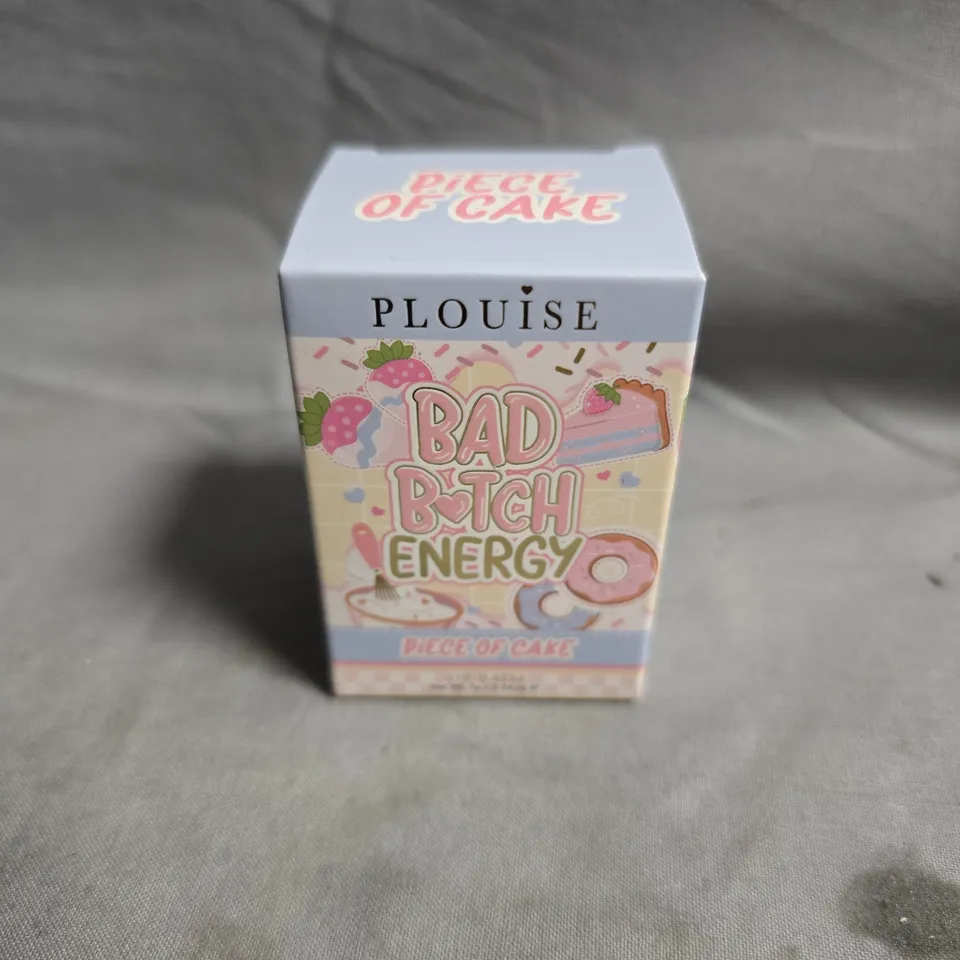 PiECE
OF CAKE
PLOUiSE
BAD
B♥TCH
ENERGY
PiECE OF CAKE